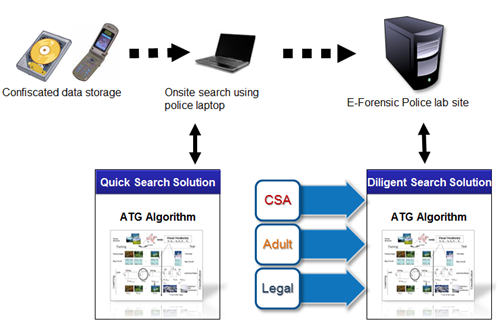 Confiscated data storage
Onsite search using
police laptop
E-Forensic Police lab site
Quick Search Solution
ATG Algorithm
CSA
Adult
Legal
Diligent Search Solution
ATG Algorithm